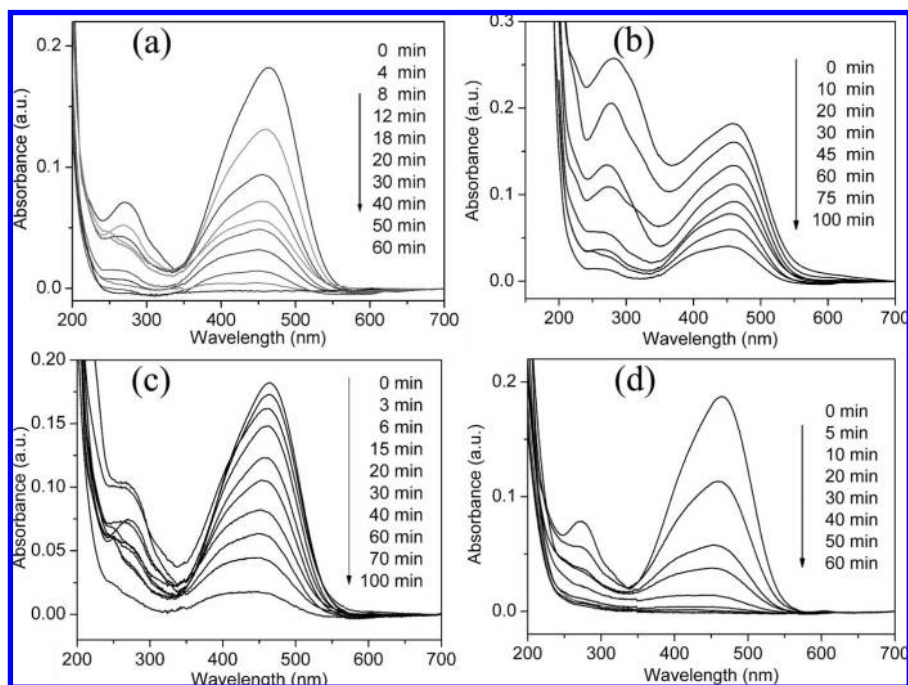 (a)
0 min
4 min
8 min
12 min
18 min
20 min
30 min
40 min
50 min
60 min
0.2
0.1
0.0
Absorbance (a.u.)
200 300 400 500 600 700
Wavelength (nm)
(b)
0 min
10 min
20 min
30 min
45 min
60 min
75 min
100 min
0.3
0.2
0.1
0.0
Absorbance (a.u.)
200 300 400 500 600 700
Wavelength (nm)
(c)
0 min
3 min
6 min
15 min
20 min
30 min
40 min
60 min
70 min
100 min
0.20
0.15
0.10
0.05
0.00
Absorbance (a.u.)
200 300 400 500 600 700
Wavelength (nm)
(d)
0 min
5 min
10 min
20 min
30 min
40 min
50 min
60 min
0.2
0.1
0.0
Absorbance (a.u.)
200 300 400 500 600 700
Wavelength (nm)